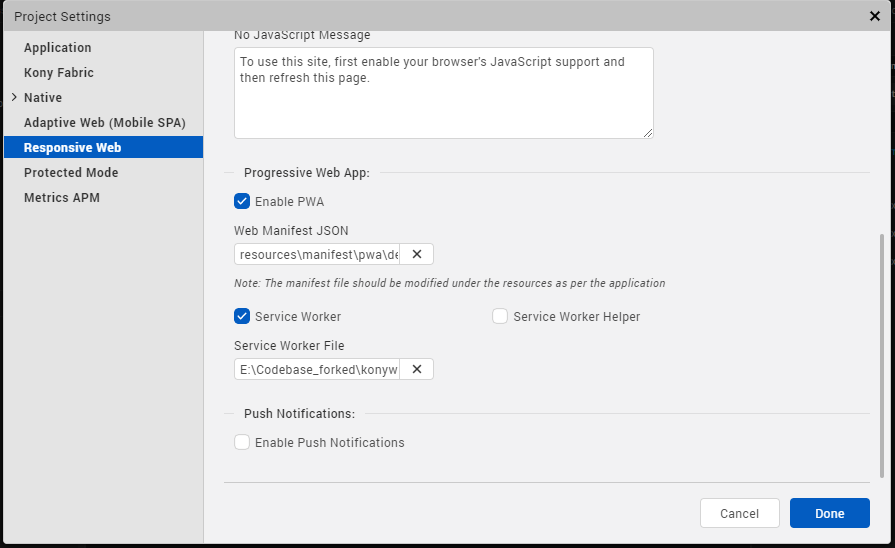 Project Settings
Application
Kony Fabric
Native
Adaptive Web (Mobile SPA)
Responsive Web
Protected Mode
Metrics APM
No JavaScript Message
To use this site, first enable your browser's JavaScript support and
then refresh this page.
Progressive Web App:
Enable PWA
Web Manifest JSON
resources\manifest\pwa\de
Note: The manifest file should be modified under the resources as per the application
Service Worker
Service Worker Helper
Service Worker File
E:\Codebase_forked\konyw
Push Notifications:
Enable Push Notifications
Cancel
Done